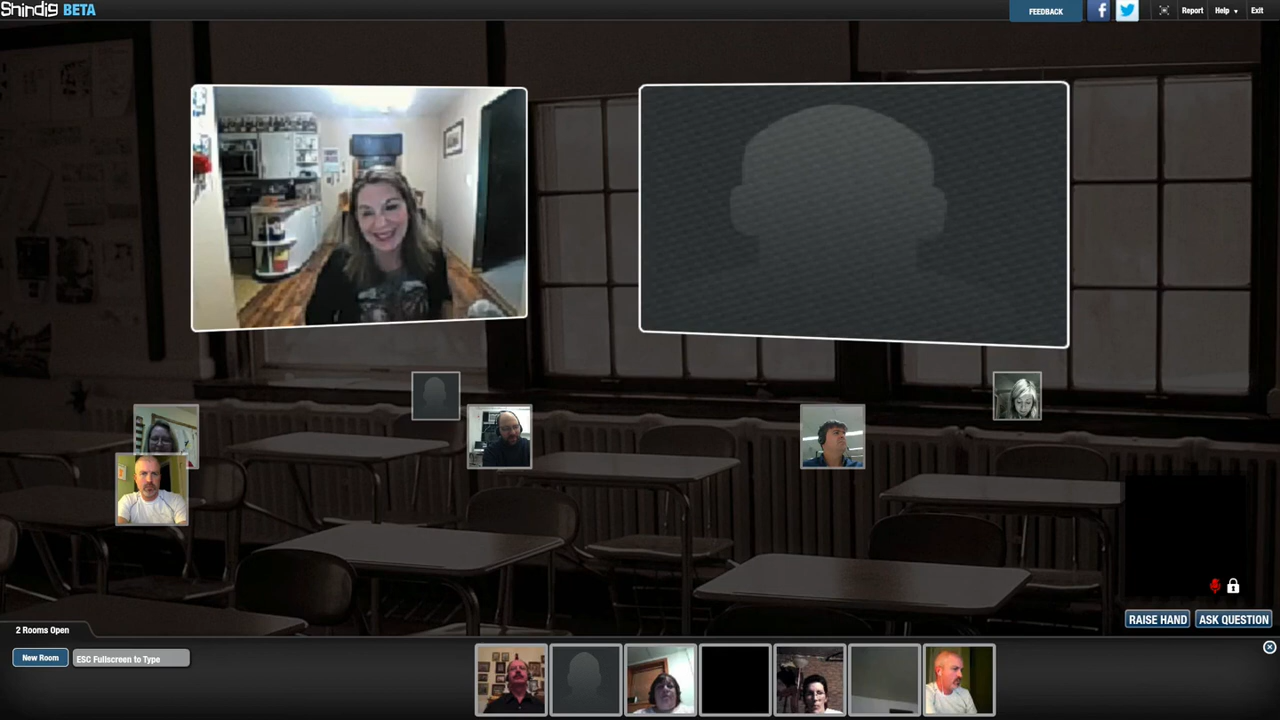 Shindig BETA
FEEDBACK
Report
Help
Exit
RAISE HAND
ASK QUESTION
2 Rooms Open
New Room
ESC Fullscreen to Type